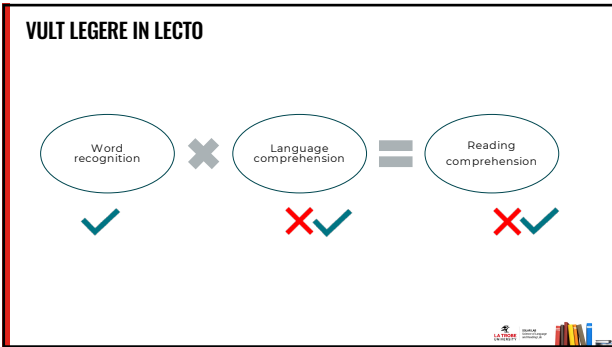 VULT LEGERE IN LECTO
Word
recognition
Language
comprehension
Reading
comprehension
LA TROBE
UNIVERSITY